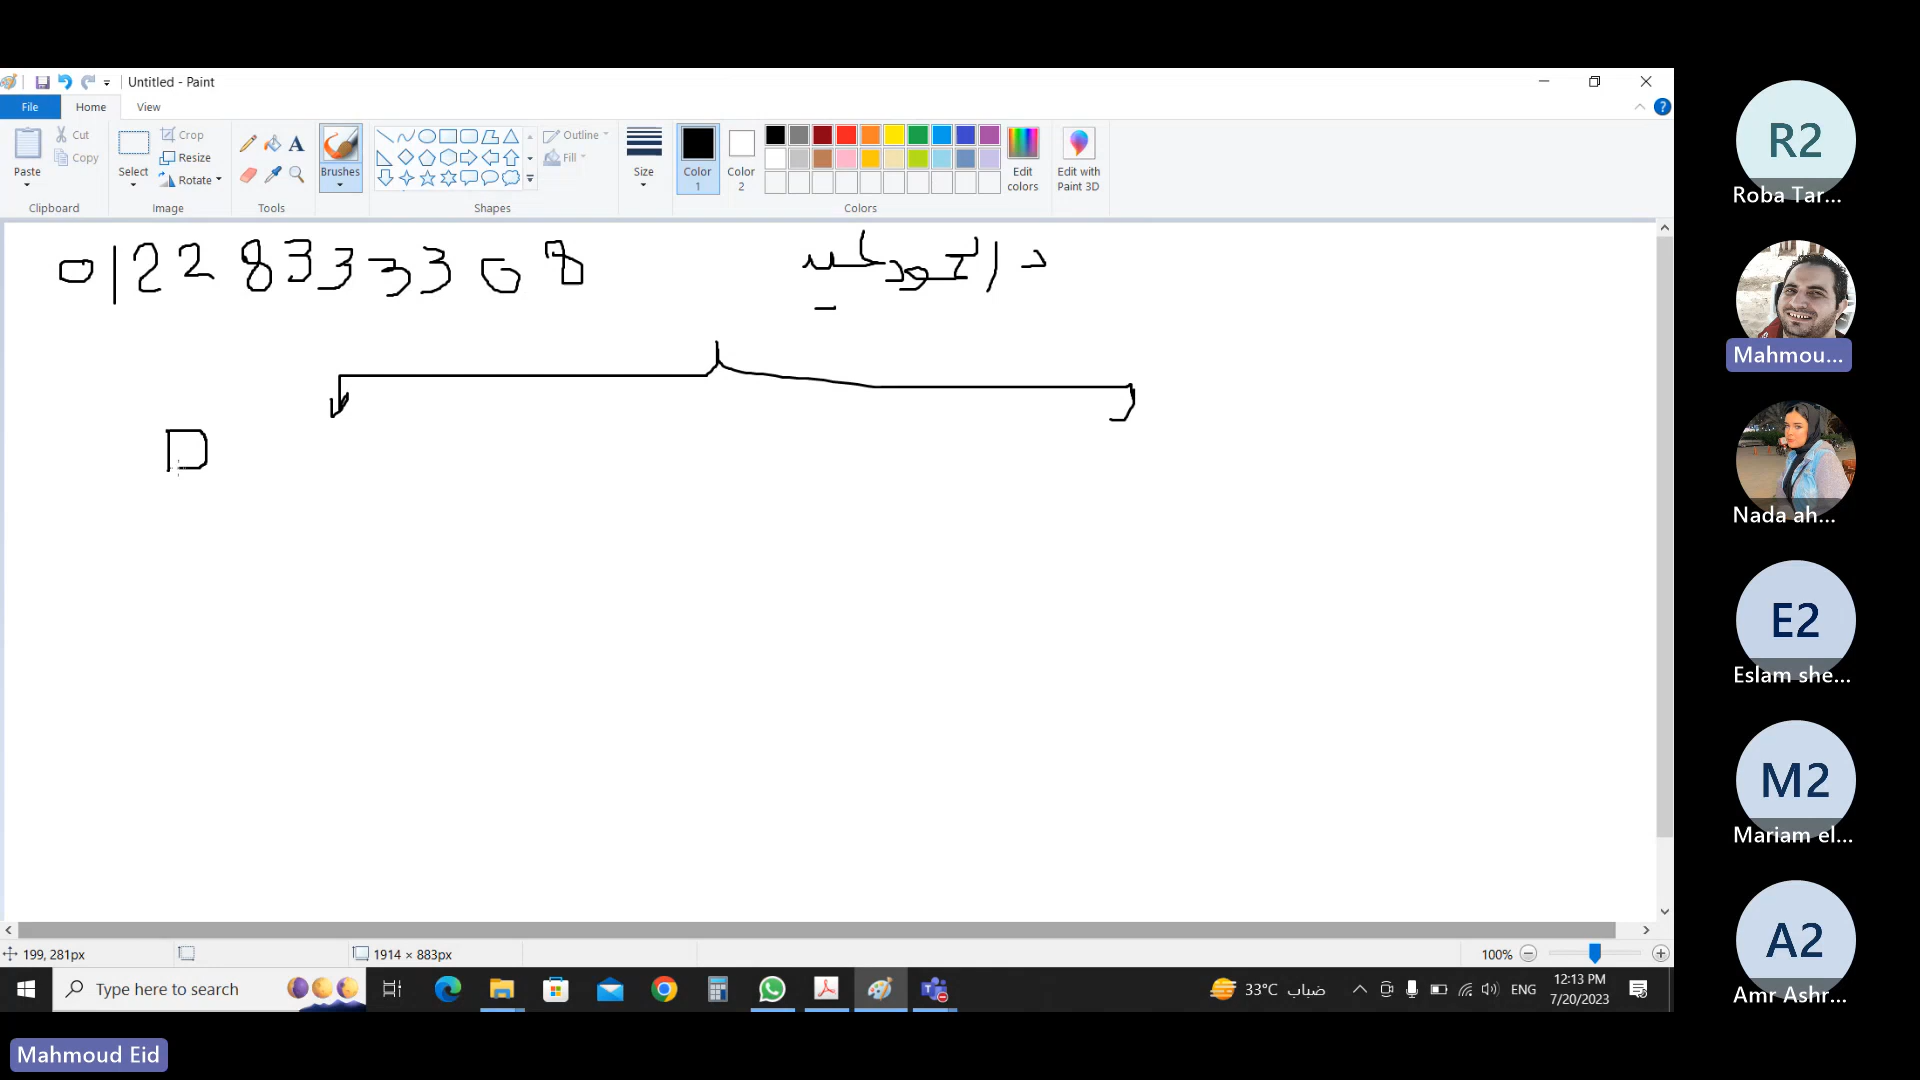 Untitled - Paint
File
Home
View
Paste
Cut
Copy
Clipboard
Select
Crop
Resize
Rotate
Image
Tools
Brushes
Shapes
Outline
Fill
Size
Color 1
Color 2
Colors
Edit colors
Edit with Paint 3D
D
199, 281px
1914 × 883px
100%
Type here to search
33°C
ضباب
ENG
12:13 PM
7/20/2023
R2
Roba Tar...
Mahmou...
Nada ah...
E2
Eslam she...
M2
Mariam el...
A2
Amr Ashr...
Mahmoud Eid